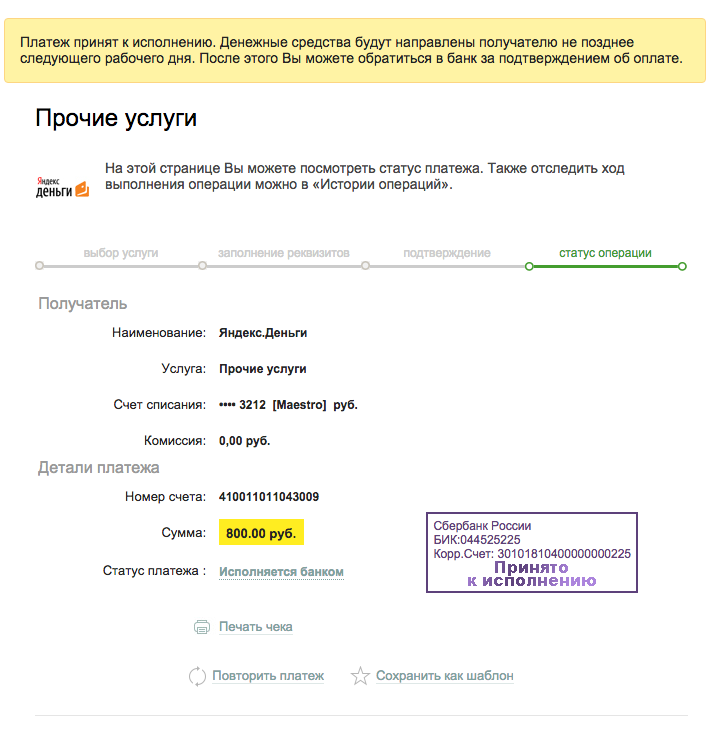 Платеж принят к исполнению. Денежные средства будут направлены получателю не позднее
следующего рабочего дня. После этого Вы можете обратиться в банк за подтверждением об оплате.
Прочие услуги
Яндекс
деньги
На этой странице Вы можете посмотреть статус платежа. Также отследить ход
выполнения операции можно в «Истории операций».
выбор услуги заполнение реквизитов подтверждение статус операции
Получатель
Наименование: Яндекс.Деньги
Услуга: Прочие услуги
Счет списания: •••• 3212 [Maestro] руб.
Комиссия: 0,00 руб.
Детали платежа
Номер счета: 410011011043009
Сумма: 800.00 руб.
Статус платежа : Исполняется банком
Сбербанк России
БИК:044525225
Корр.Счет: 30101810400000000225
Принято
к исполнению
Печать чека
Повторить платеж Сохранить как шаблон